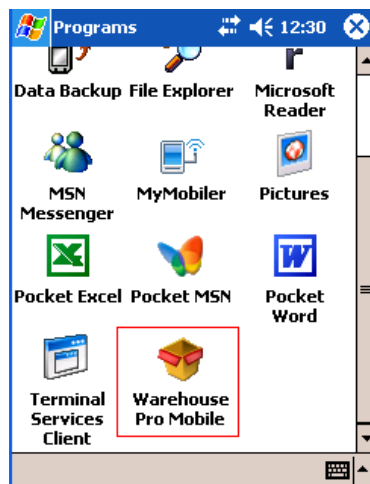 Programs 12:30
Data Backup File Explorer Microsoft Reader
MSN Messenger MyMobiler Pictures
Pocket Excel Pocket MSN Pocket Word
Terminal Services Client Warehouse Pro Mobile